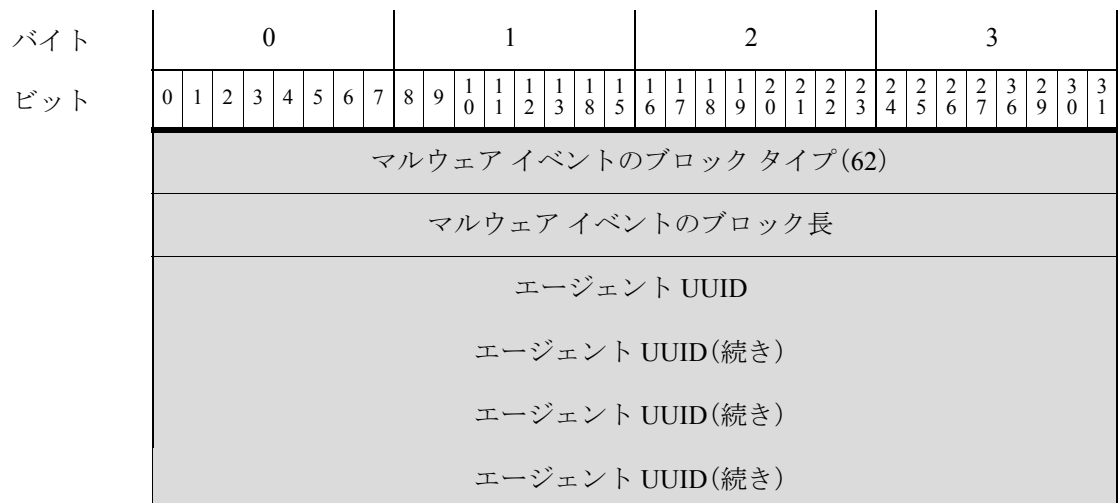 バイト 0 1 2 3
ビット 0 1 2 3 4 5 6 7 8 9 10 11 12 13 18 15 16 17 18 19 20 21 22 23 24 25 26 27 36 29 30 31
マルウェア イベントのブロック タイプ(62)
マルウェア イベントのブロック長
エージェント UUID
エージェント UUID(続き)
エージェント UUID(続き)
エージェント UUID(続き)